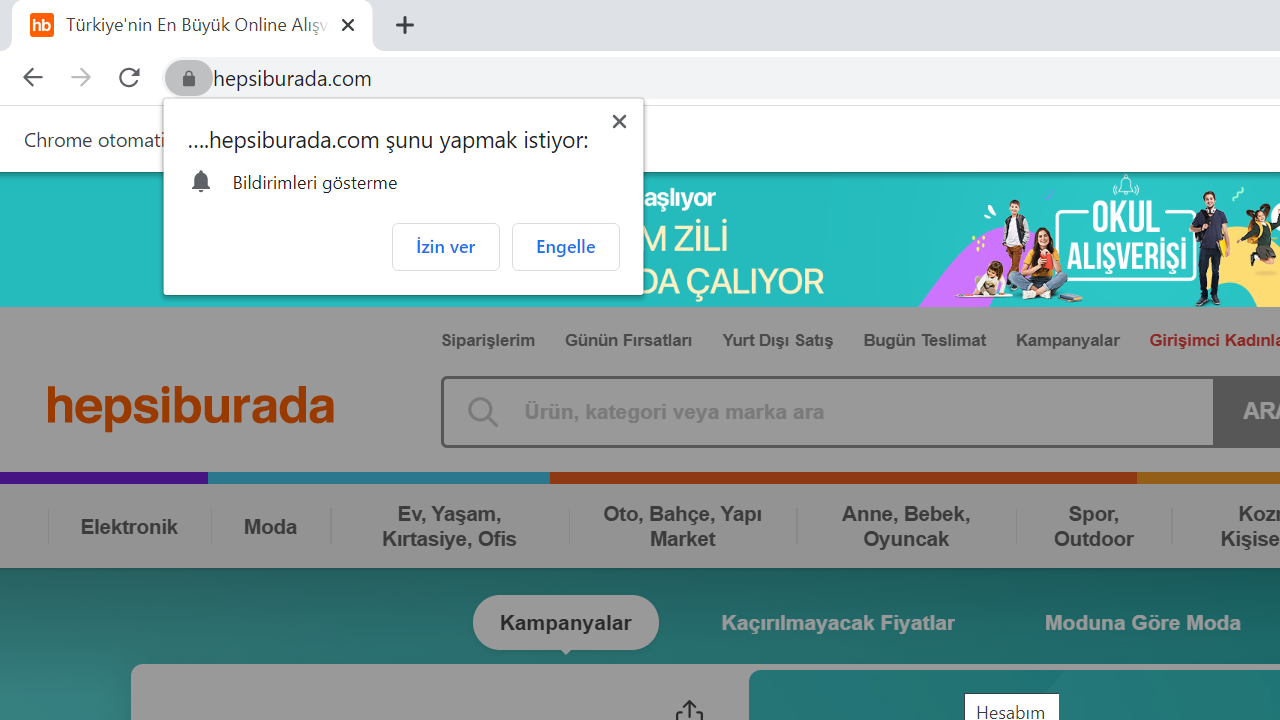 hb Türkiye'nin En Büyük Online Alışv
hepsiburada.com
Chrome otomati
....hepsiburada.com şunu yapmak istiyor:
Bildirimleri gösterme
İzin ver
Engelle
aşlıyor
M ZİLİ
DA ÇALIYOR
OKUL
ALIŞVERİŞİ
Siparişlerim Günün Fırsatları Yurt Dışı Satış Bugün Teslimat Kampanyalar Girişimci Kadınla
hepsiburada
Ürün, kategori veya marka ara
ARA
Elektronik
Moda
Ev, Yaşam,
Kırtasiye, Ofis
Oto, Bahçe, Yapı
Market
Anne, Bebek,
Oyuncak
Spor,
Outdoor
Kozm
Kişise
Kampanyalar
Kaçırılmayacak Fiyatlar
Moduna Göre Moda
Hesabım